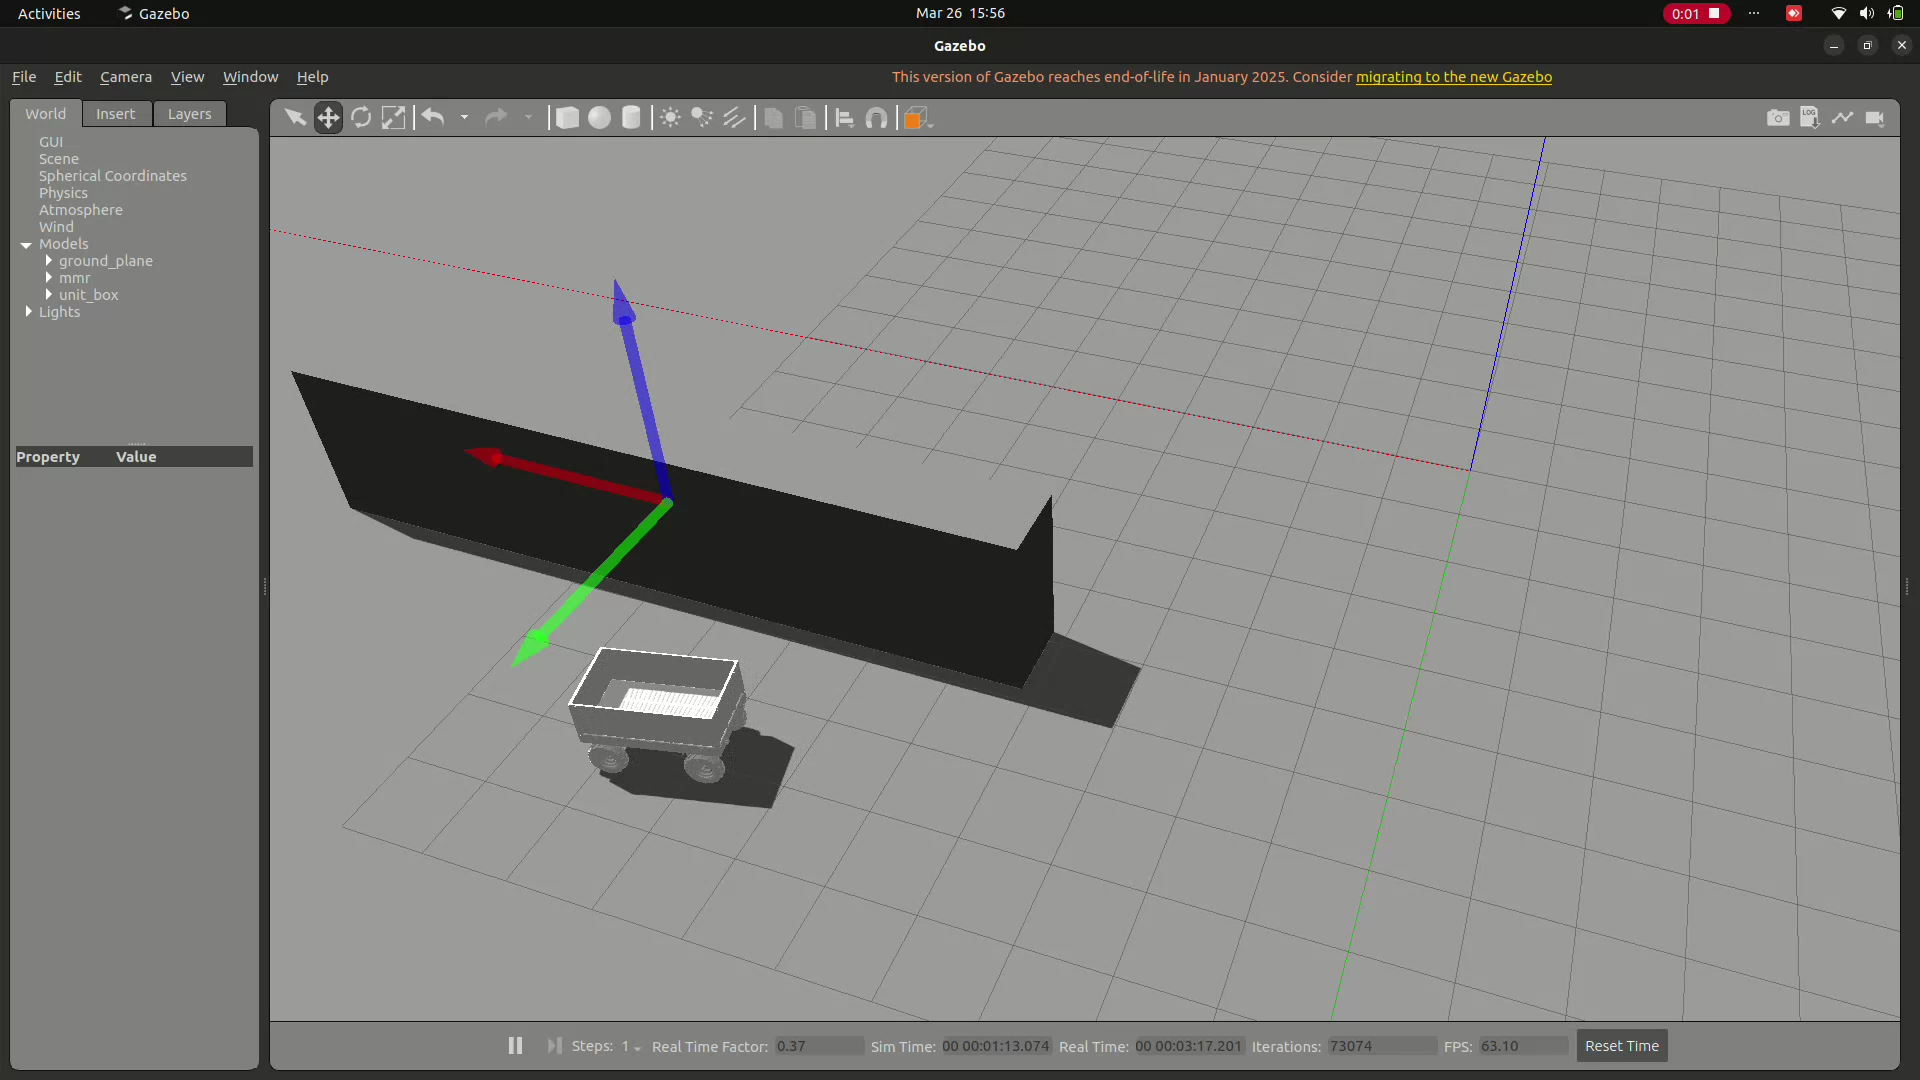 Activities Gazebo Mar 26 15:56 0:01
Gazebo
File Edit Camera View Window Help This version of Gazebo reaches end-of-life in January 2025. Consider migrating to the new Gazebo
World Insert Layers
LOG
GUI
Scene
Spherical Coordinates
Physics
Atmosphere
Wind
Models
ground_plane
mmr
unit_box
Lights
Property Value
Steps: 1 Real Time Factor: 0.37 Sim Time: 00 00:01:13.074 Real Time: 00 00:03:17.201 Iterations: 73074 FPS: 63.10 Reset Time